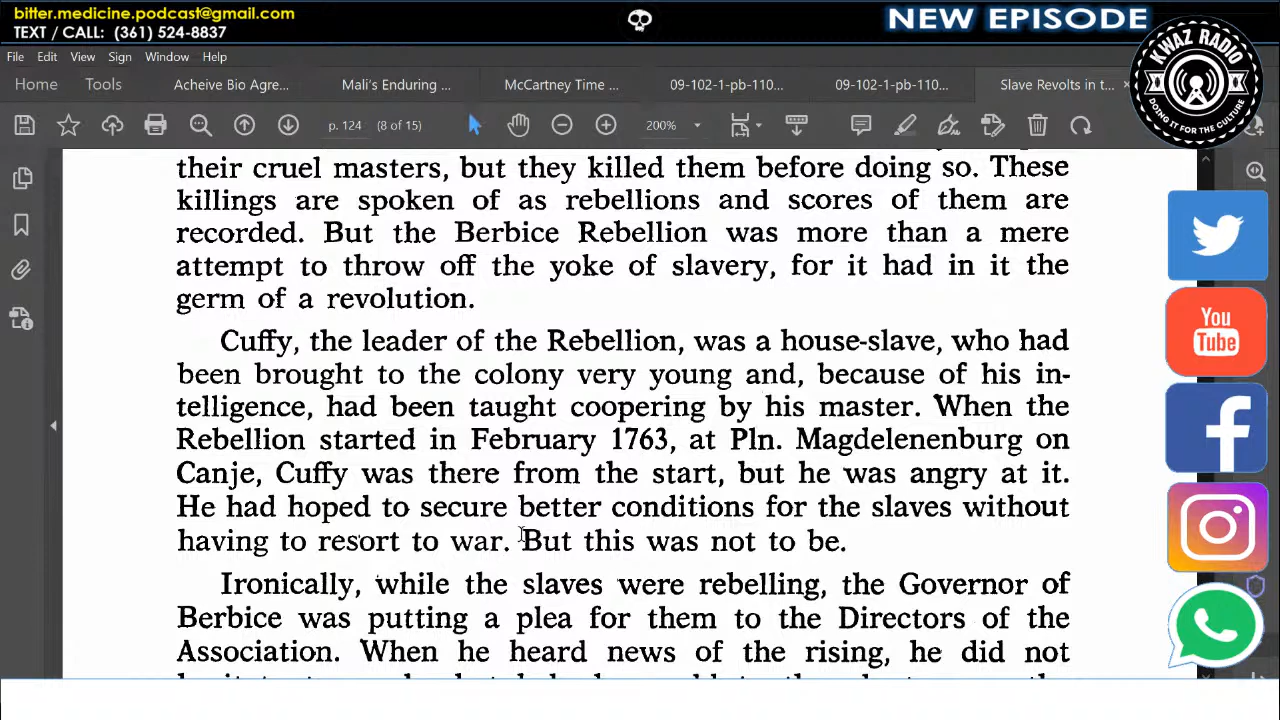 bitter.medicine.podcast@gmail.com
TEXT / CALL: (361) 524-8837
NEW EPISODE
KWAZ RADIO
DOING IT FOR THE CULTURE
File Edit View Sign Window Help
Home Tools Acheive Bio Agre... Mali's Enduring ... McCartney Time ... 09-102-1-pb-110... 09-102-1-pb-110... Slave Revolts in t... ×
p. 124 (8 of 15) 200%
their cruel masters, but they killed them before doing so. These
killings are spoken of as rebellions and scores of them are
recorded. But the Berbice Rebellion was more than a mere
attempt to throw off the yoke of slavery, for it had in it the
germ of a revolution.
Cuffy, the leader of the Rebellion, was a house-slave, who had
been brought to the colony very young and, because of his in-
telligence, had been taught coopering by his master. When the
Rebellion started in February 1763, at Pln. Magdelenenburg on
Canje, Cuffy was there from the start, but he was angry at it.
He had hoped to secure better conditions for the slaves without
having to resort to war. But this was not to be.
Ironically, while the slaves were rebelling, the Governor of
Berbice was putting a plea for them to the Directors of the
Association. When he heard news of the rising, he did not
You
Tube